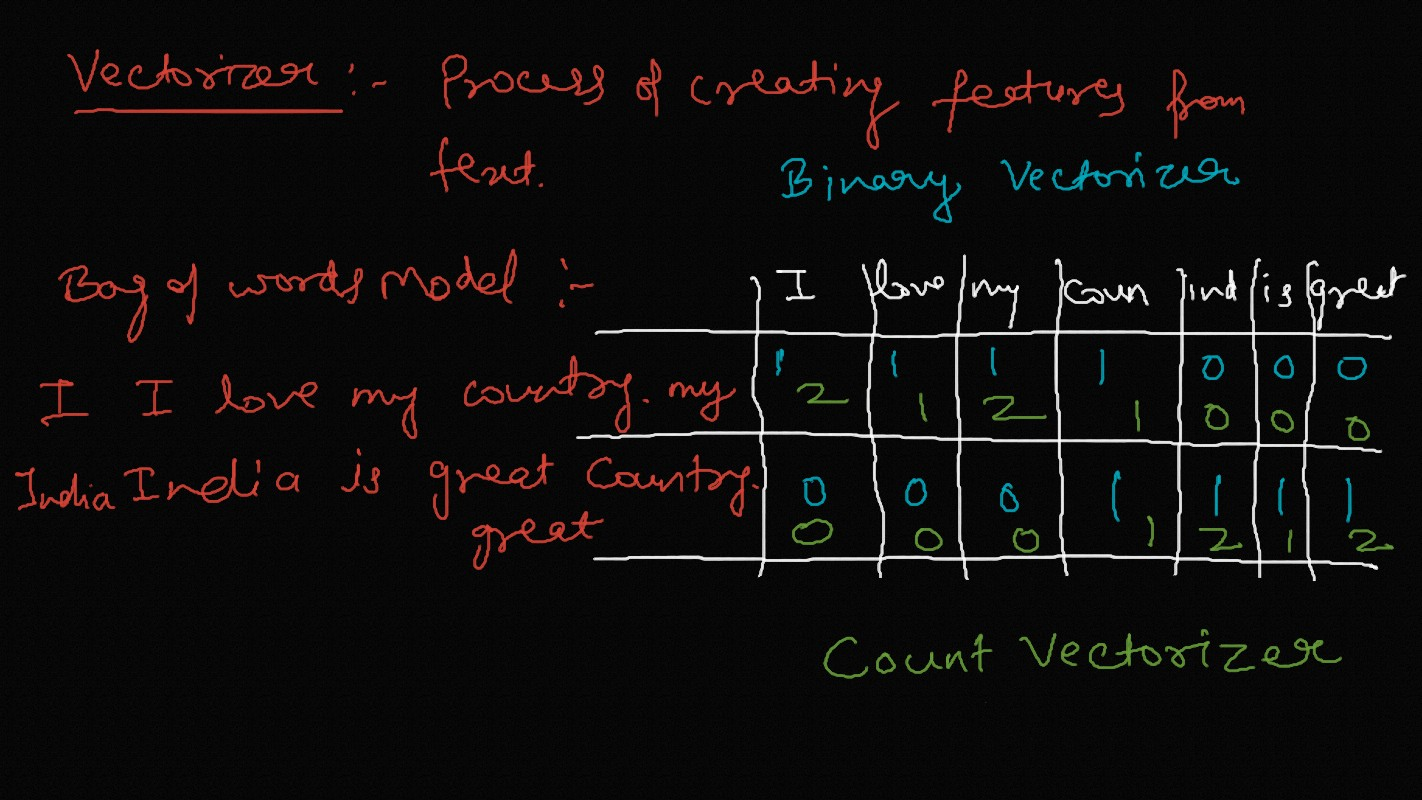 Vectorizer :- Process of creating features from
text.
Binary Vectorizer
Bag of words Model :-
I love my coun ind is great
I I love my country. my 1 1 1 1 0 0 0
2 1 2 1 0 0 0
India India is great Country. 0 0 0 1 1 1 1
great 0 0 0 1 2 1 2
Count Vectorizer